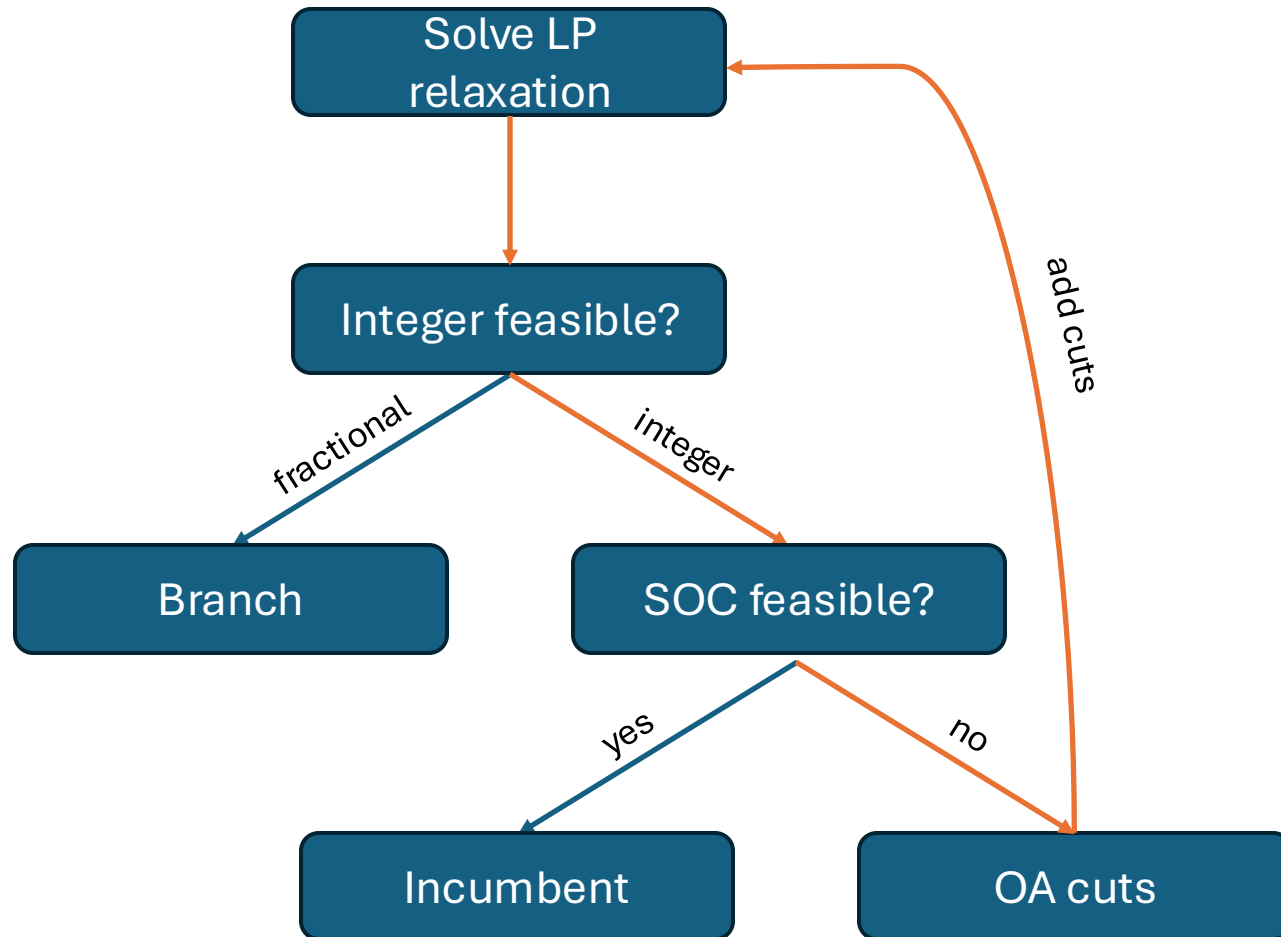 Solve LP
relaxation
Integer feasible?
add cuts
fractional
integer
Branch
SOC feasible?
yes
no
Incumbent
OA cuts